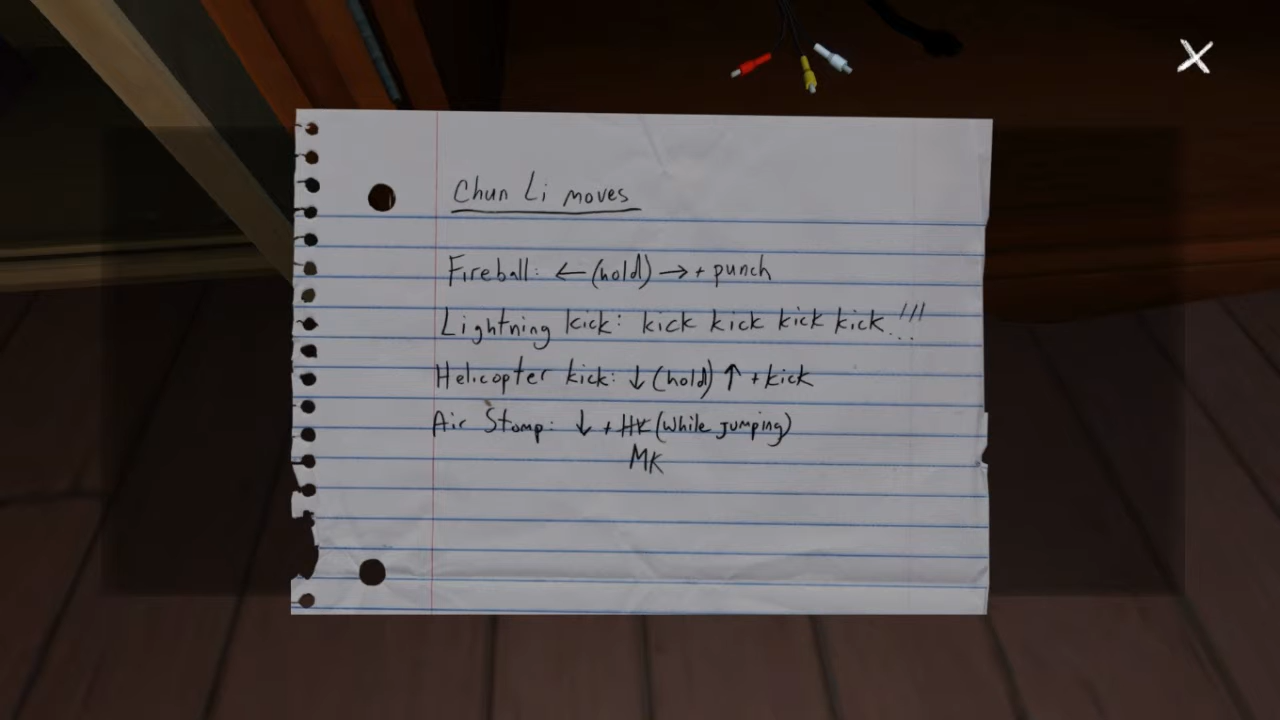 Chun Li moves
Fireball: ← (hold) → + punch
Lightning kick: kick kick kick kick!!!
Helicopter kick: ↓ (hold) ↑ + kick
Air Stomp: ↓ + HK (while jumping)
MK